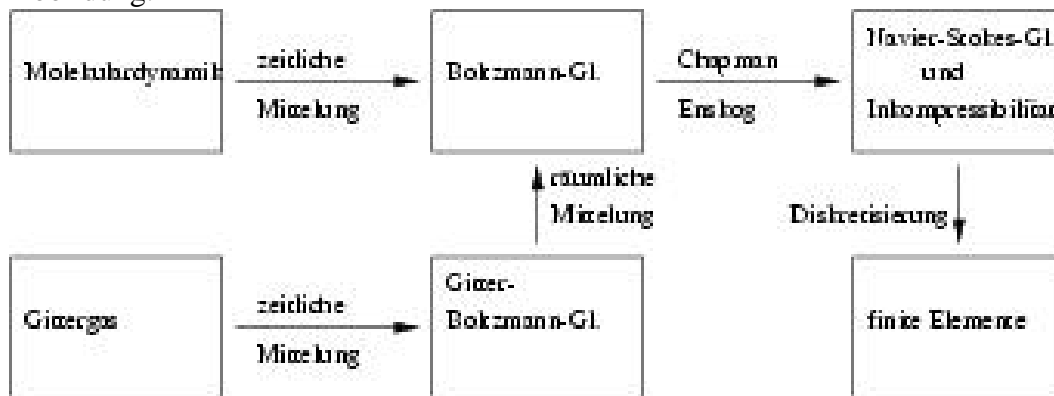 Molekulardynamik
zeitliche
Mittelung
Boltzmann-Gl.
Chapman
Enskog
Navier-Stokes-Gl.
und
Inkompressibilität
räumliche
Mittelung
Diskretisierung
Gittergas
zeitliche
Mittelung
Gitter-
Boltzmann-Gl.
finite Elemente